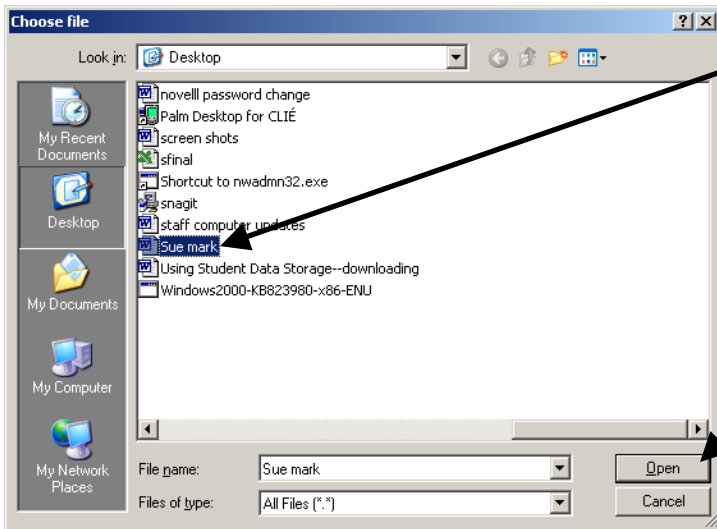 Choose file
Look in: Desktop
novelll password change
Palm Desktop for CLIÉ
screen shots
sfinal
Shortcut to nwadmn32.exe
snagit
staff computer updates
Sue mark
Using Student Data Storage--downloading
Windows2000-KB823980-x86-ENU
My Recent
Documents
Desktop
My Documents
My Computer
My Network
Places
File name: Sue mark Open
Files of type: All Files (*.*) Cancel